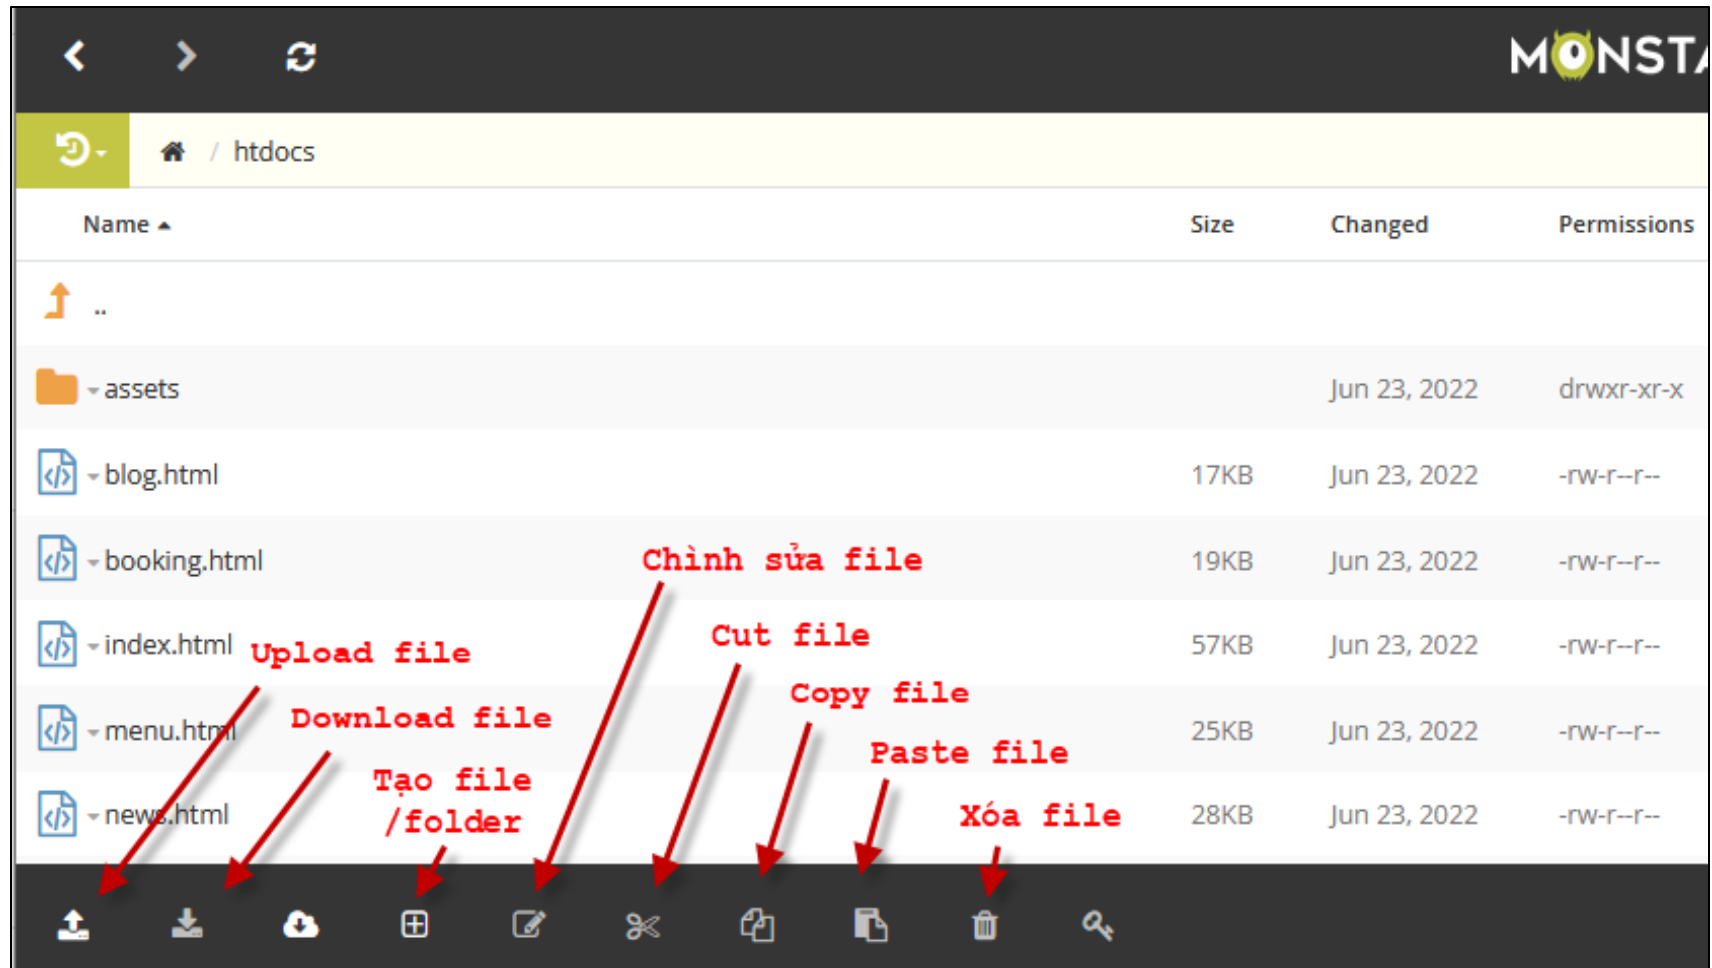 MONSTA
/ htdocs
Name Size Changed Permissions
..
assets Jun 23, 2022 drwxr-xr-x
blog.html 17KB Jun 23, 2022 -rw-r--r--
booking.html 19KB Jun 23, 2022 -rw-r--r--
Chình sửa file
index.html 57KB Jun 23, 2022 -rw-r--r--
Upload file
Cut file
menu.html 25KB Jun 23, 2022 -rw-r--r--
Download file
Copy file
Paste file
Tạo file
/folder
news.html 28KB Jun 23, 2022 -rw-r--r--
Xóa file